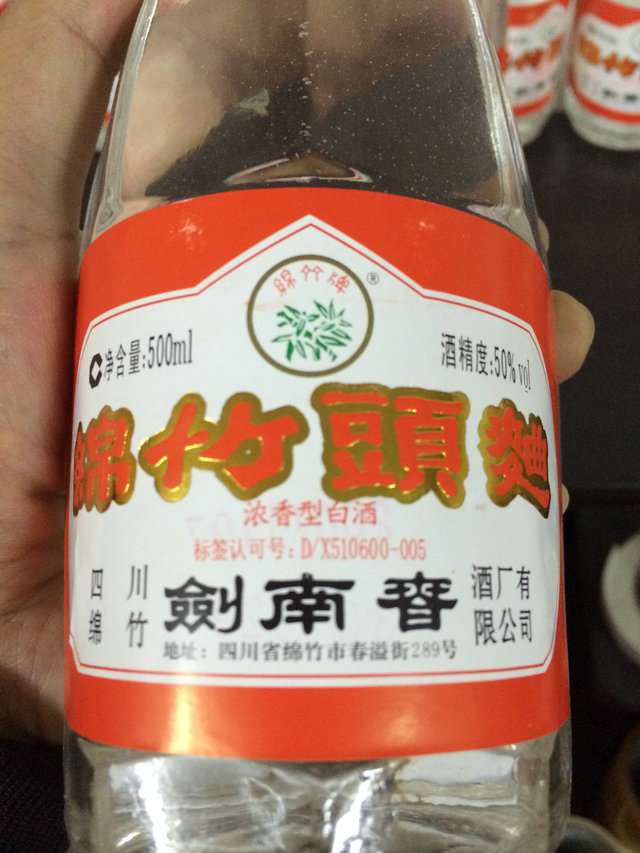 綿竹牌®
净含量:500ml
酒精度:50%vol
綿竹頭麯
浓香型白酒
标签认可号:D/X510600-005
四川
绵竹
劍南春
酒厂有
限公司
地址:四川省绵竹市春溢街289号